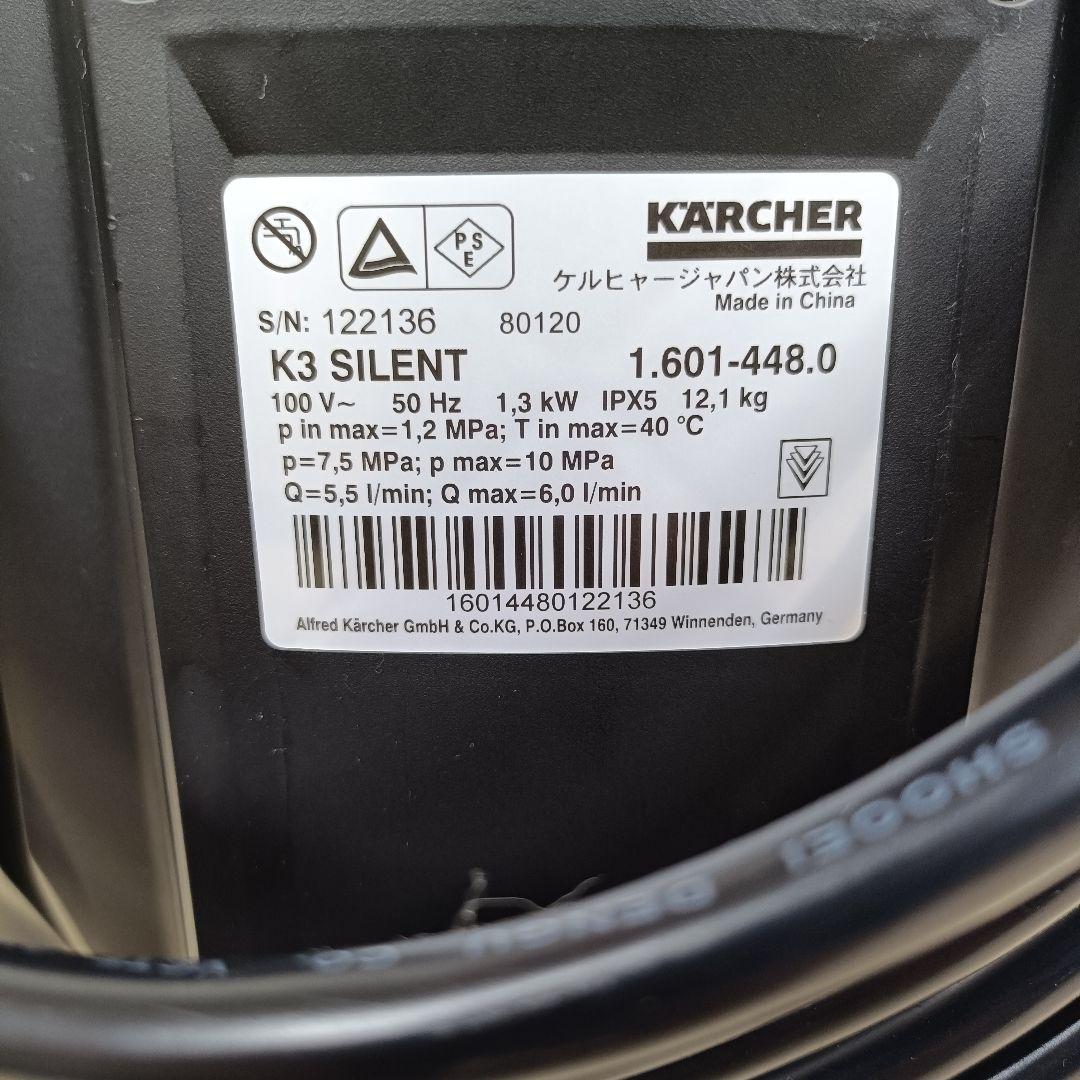 KÄRCHER
P S
E
ケルヒャージャパン株式会社
Made in China
S/N: 122136 80120
K3 SILENT 1.601-448.0
100 V~ 50 Hz 1,3 kW IPX5 12,1 kg
p in max=1,2 MPa; T in max=40 °C
p=7,5 MPa; p max=10 MPa
Q=5,5 l/min; Q max=6,0 l/min
16014480122136
Alfred Kärcher GmbH & Co.KG, P.O.Box 160, 71349 Winnenden, Germany